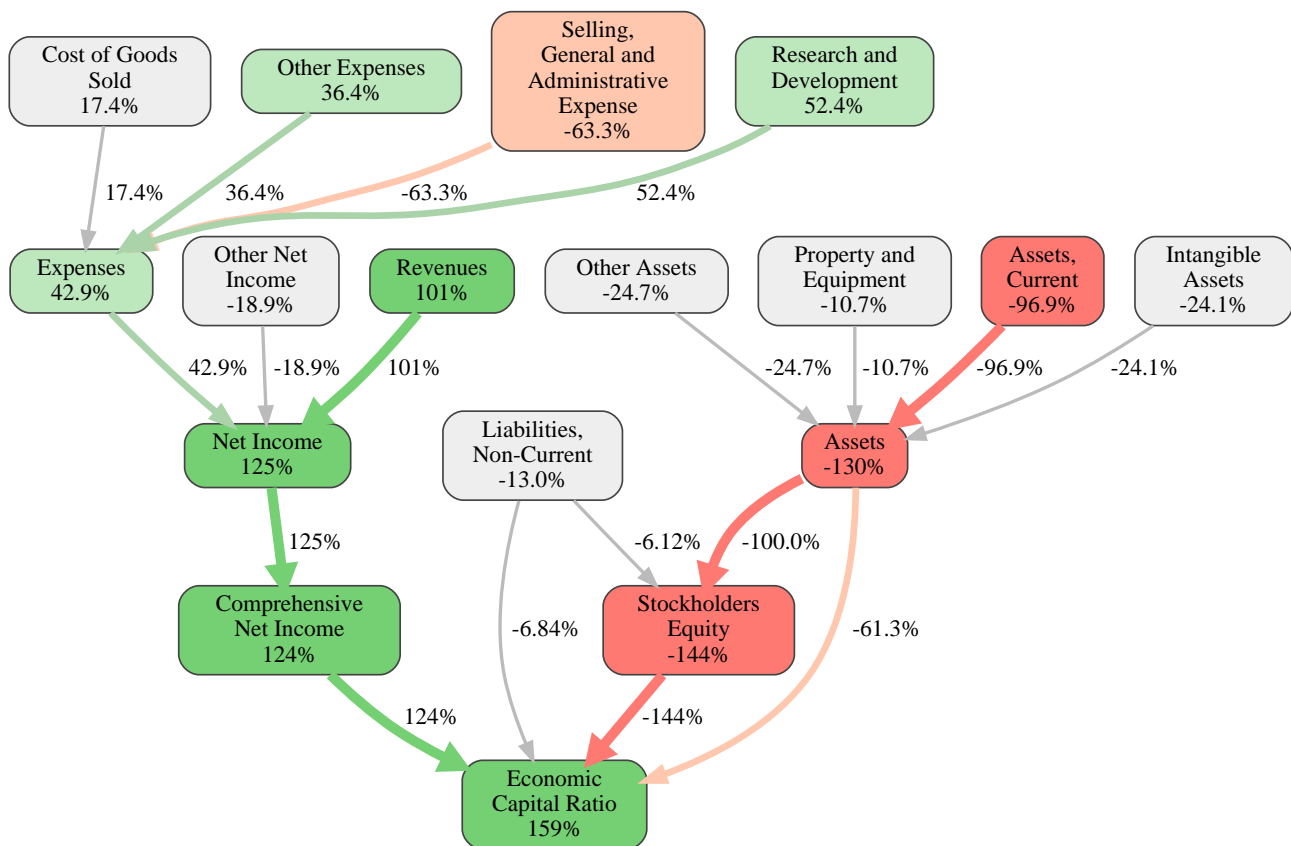 Cost of Goods
Sold
17.4%
Other Expenses
36.4%
Selling,
General and
Administrative
Expense
-63.3%
Research and
Development
52.4%
17.4%
36.4%
-63.3%
52.4%
Expenses
42.9%
Other Net
Income
-18.9%
Revenues
101%
Other Assets
-24.7%
Property and
Equipment
-10.7%
Assets,
Current
-96.9%
Intangible
Assets
-24.1%
42.9%
-18.9%
101%
-24.7%
-10.7%
-96.9%
-24.1%
Net Income
125%
Liabilities,
Non-Current
-13.0%
Assets
-130%
125%
-6.12%
-100.0%
Comprehensive
Net Income
124%
-6.84%
Stockholders
Equity
-144%
-61.3%
124%
-144%
Economic
Capital Ratio
159%